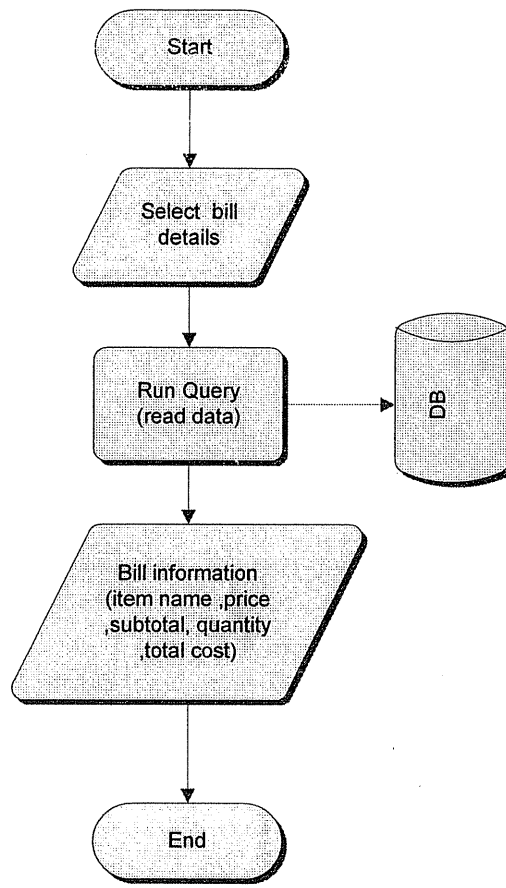 Start
Select bill
details
Run Query
(read data)
DB
Bill information
(item name ,price
,subtotal, quantity
,total cost)
End